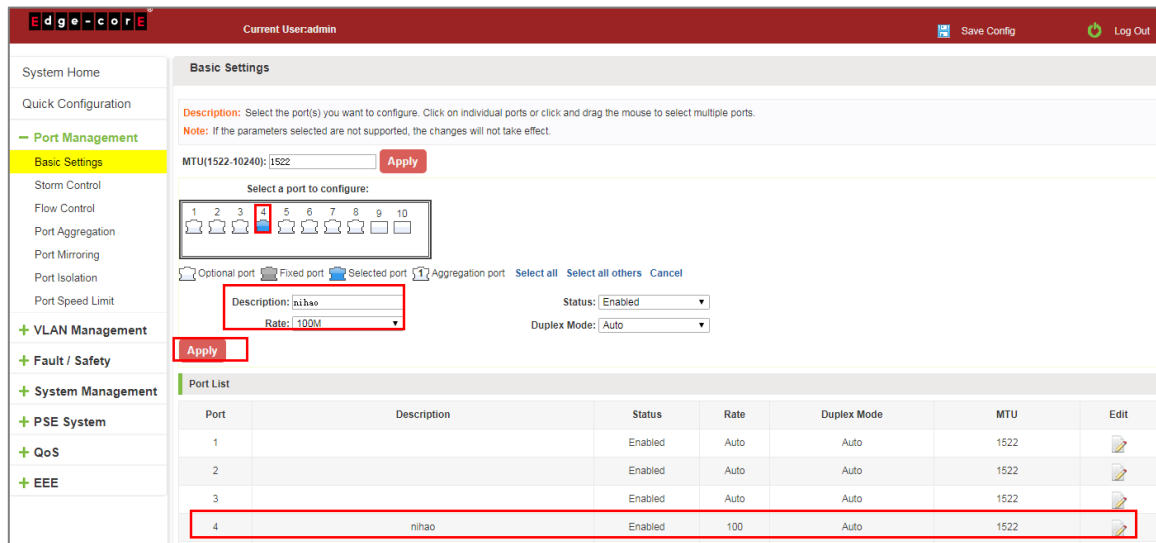 Edge-corE®
Current User:admin
Save Config
Log Out
System Home
Quick Configuration
− Port Management
Basic Settings
Storm Control
Flow Control
Port Aggregation
Port Mirroring
Port Isolation
Port Speed Limit
+ VLAN Management
+ Fault / Safety
+ System Management
+ PSE System
+ QoS
+ EEE
Basic Settings
Description: Select the port(s) you want to configure. Click on individual ports or click and drag the mouse to select multiple ports.
Note: If the parameters selected are not supported, the changes will not take effect.
MTU(1522-10240): 1522 Apply
Select a port to configure:
1 2 3 4 5 6 7 8 9 10
Optional port Fixed port Selected port 1 Aggregation port Select all Select all others Cancel
Description: nihao Status: Enabled
Rate: 100M Duplex Mode: Auto
Apply
Port List
Port Description Status Rate Duplex Mode MTU Edit
1 Enabled Auto Auto 1522
2 Enabled Auto Auto 1522
3 Enabled Auto Auto 1522
4 nihao Enabled 100 Auto 1522